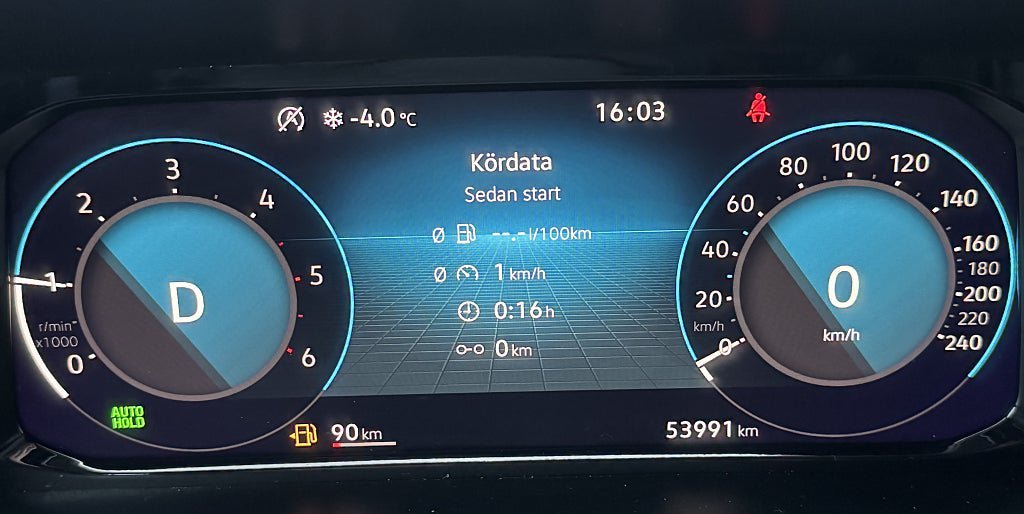 -4.0 °C
16:03
Kördata
Sedan start
Ø --.- l/100km
Ø 1 km/h
0:16 h
0 km
0
1
2
3
4
5
6
r/min
x1000
D
AUTO
HOLD
0
20
40
60
80
100
120
140
160
180
200
220
240
km/h
0
km/h
90 km
53991 km